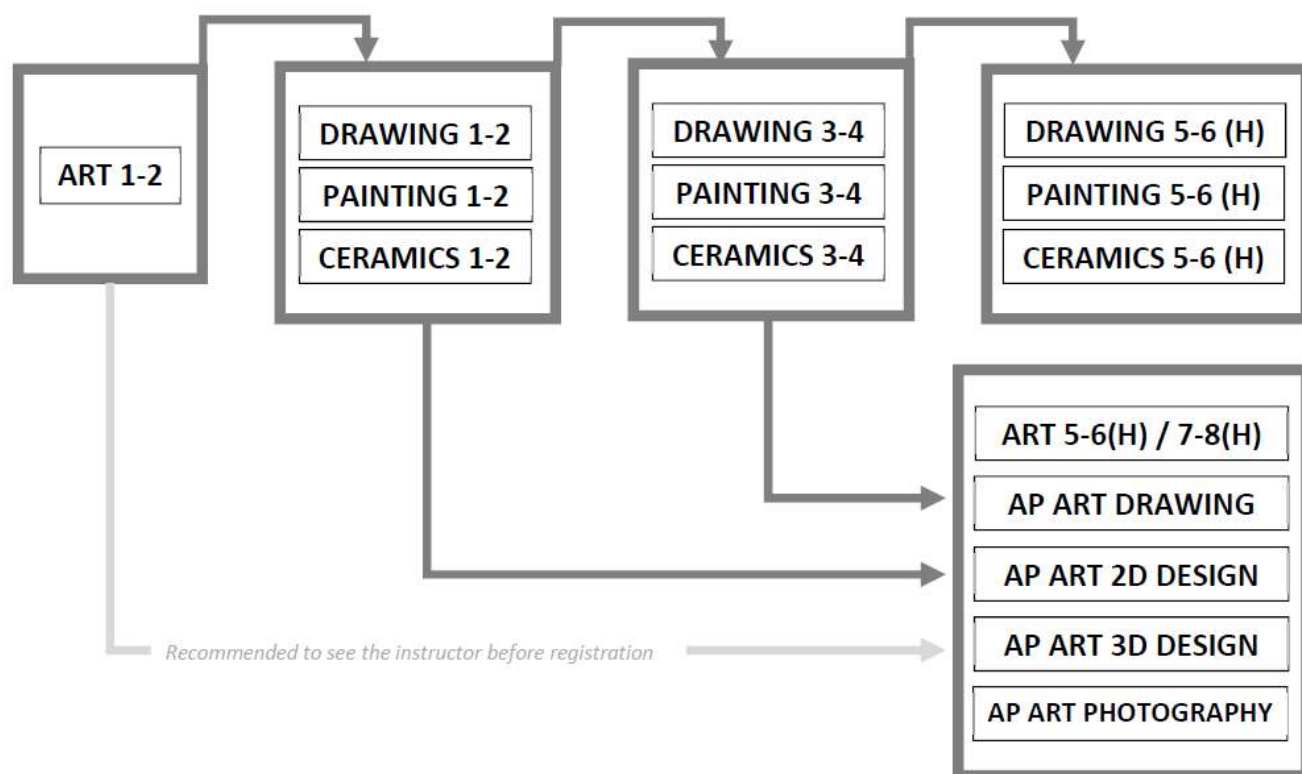 ART 1-2
DRAWING 1-2
PAINTING 1-2
CERAMICS 1-2
DRAWING 3-4
PAINTING 3-4
CERAMICS 3-4
DRAWING 5-6 (H)
PAINTING 5-6 (H)
CERAMICS 5-6 (H)
ART 5-6(H) / 7-8(H)
AP ART DRAWING
AP ART 2D DESIGN
AP ART 3D DESIGN
AP ART PHOTOGRAPHY
Recommended to see the instructor before registration